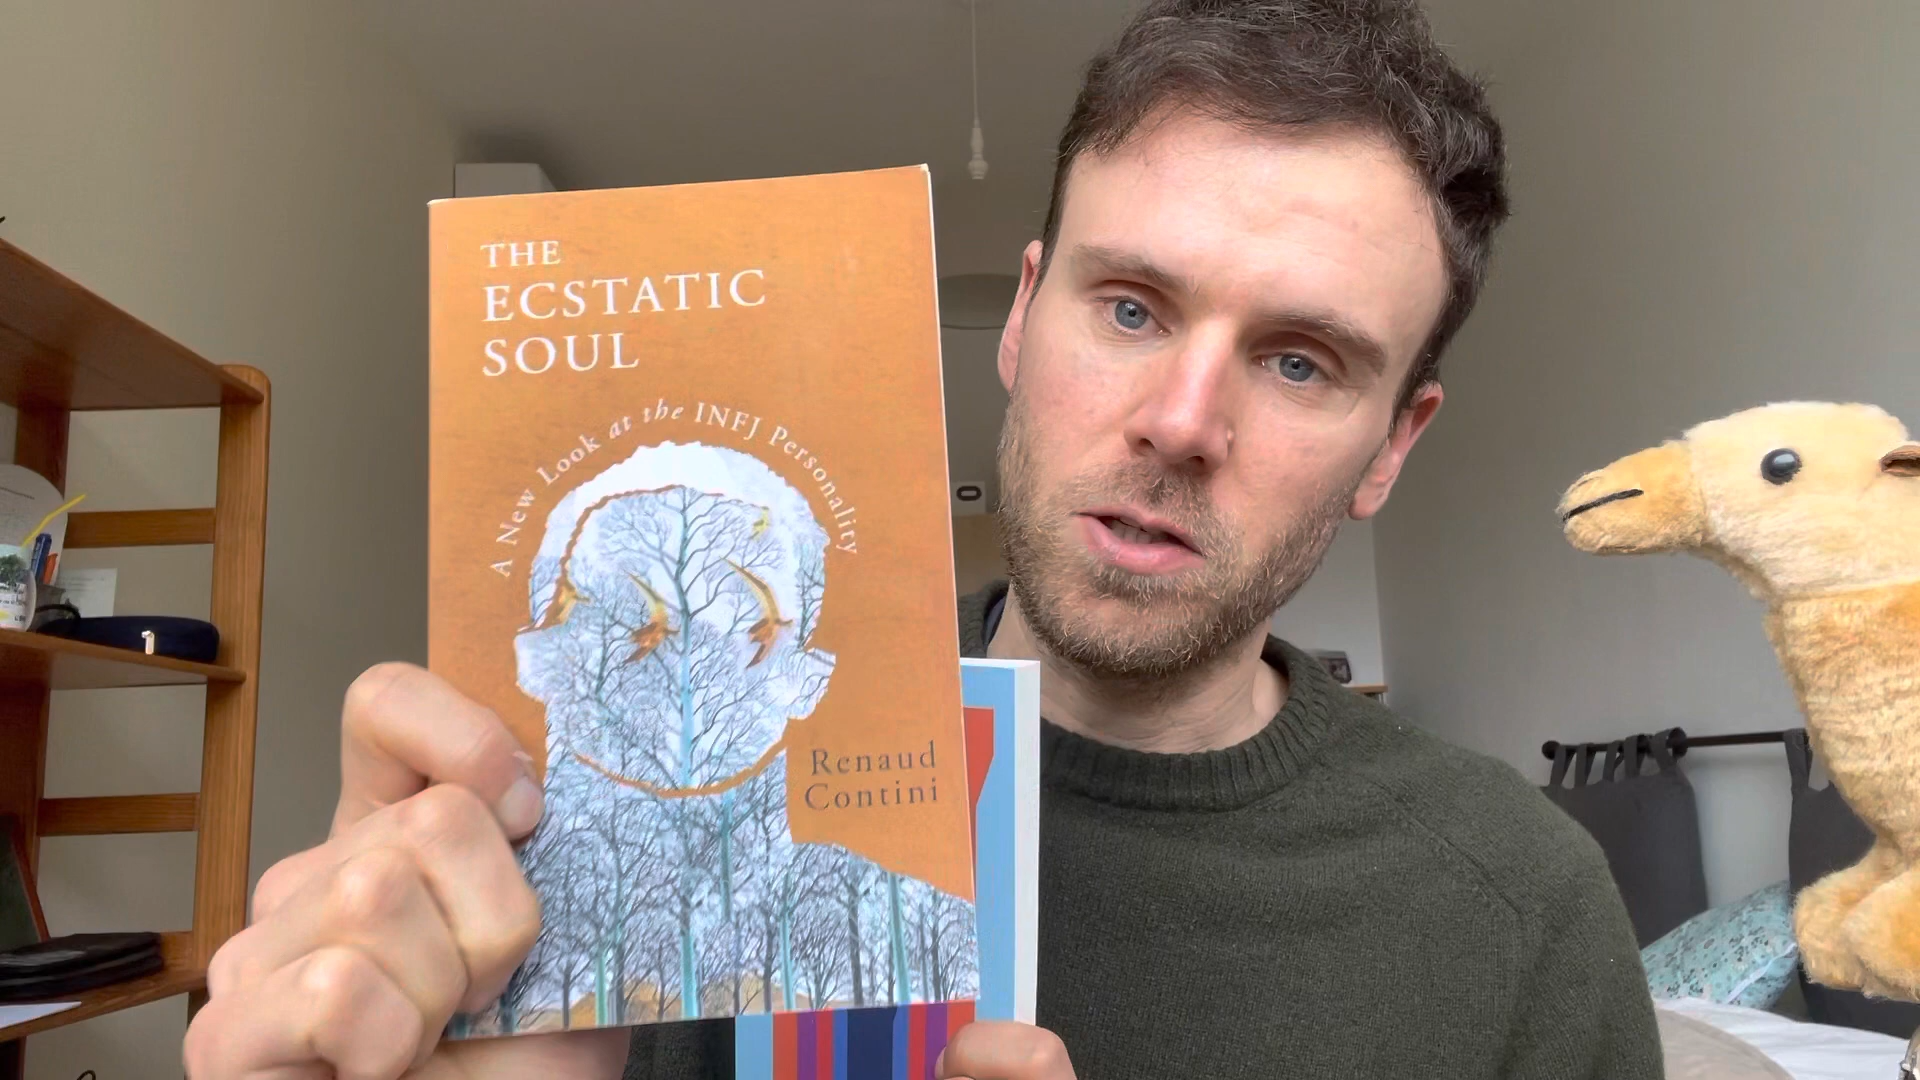 THE
ECSTATIC
SOUL
A New Look at the INFJ Personality
Renaud
Contini